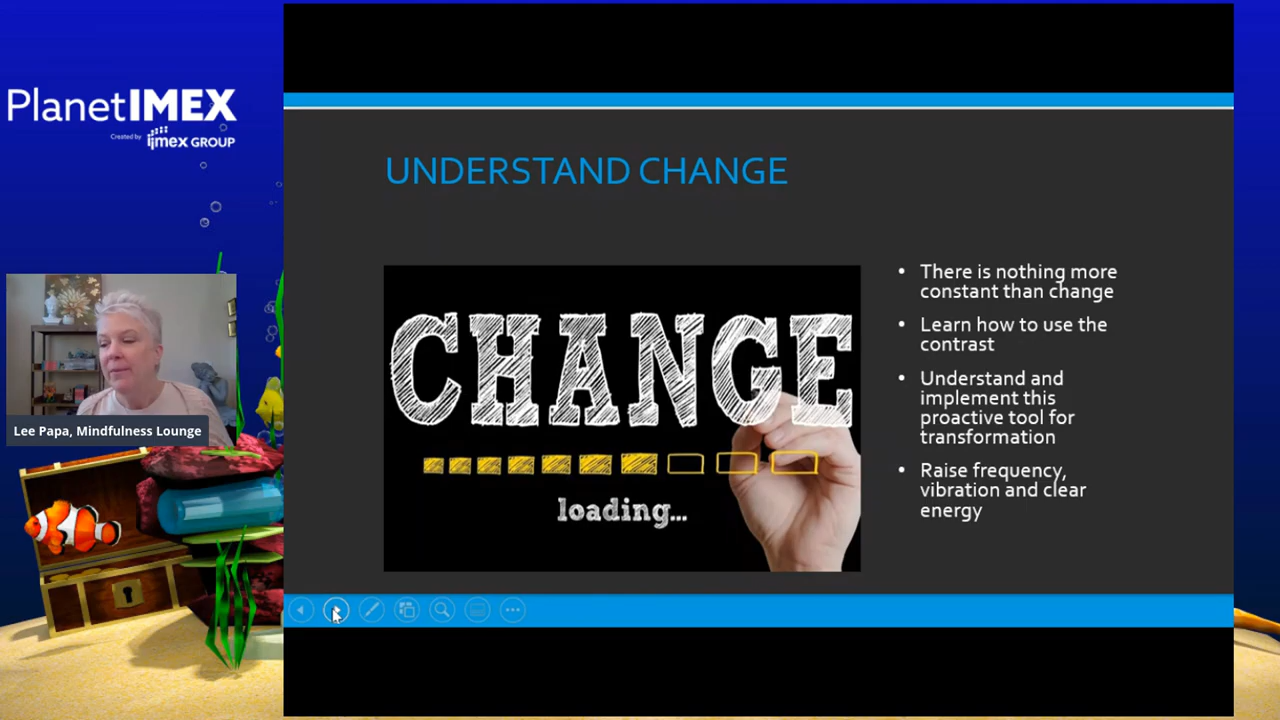 PlanetIMEX
Created by
imex GROUP
Lee Papa, Mindfulness Lounge
UNDERSTAND CHANGE
CHANGE
loading...
• There is nothing more
constant than change
• Learn how to use the
contrast
• Understand and
implement this
proactive tool for
transformation
• Raise frequency,
vibration and clear
energy